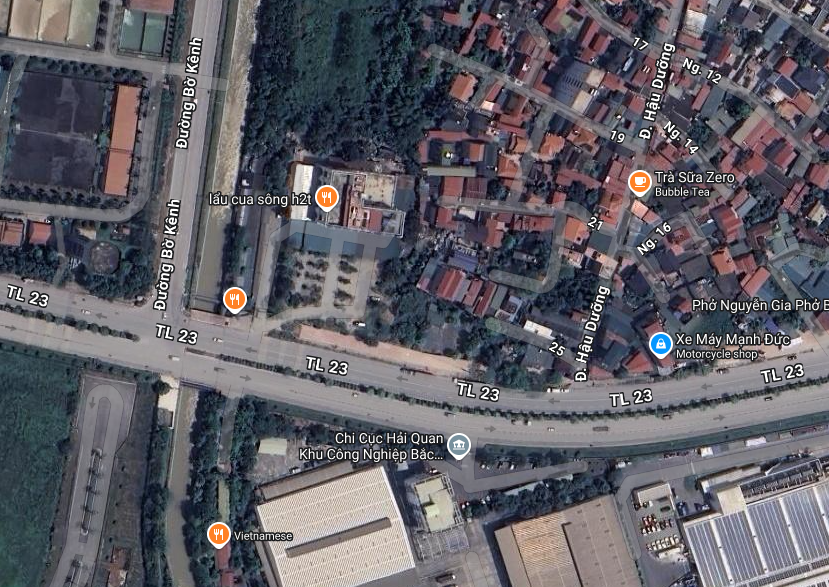 17
Ng. 12
Đường Bờ Kênh
Đ. Hậu Dưỡng
19
Ng. 14
Trà Sữa Zero
Bubble Tea
lẩu cua sông h2t
21
Ng. 16
Đường Bờ Kênh
TL 23
Phở Nguyễn Gia Phở B
Đ. Hậu Dưỡng
TL 23
Xe Máy Mạnh Đức
Motorcycle shop
25
TL 23
TL 23
TL 23
TL 23
Chi Cục Hải Quan
Khu Công Nghiệp Bắc...
Vietnamese